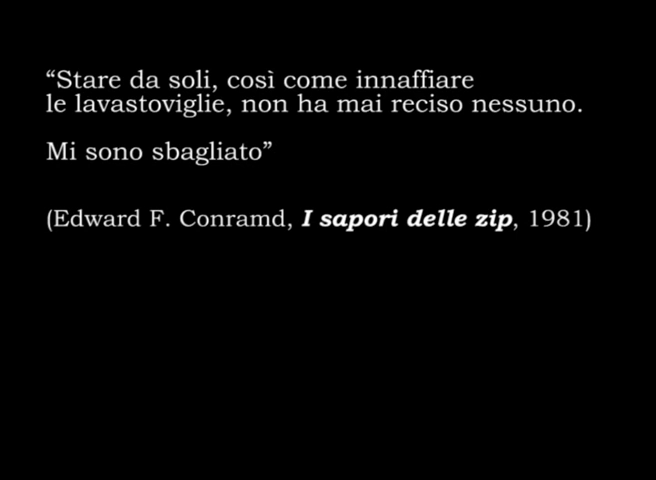 “Stare da soli, così come innaffiare
le lavastoviglie, non ha mai reciso nessuno.
Mi sono sbagliato”
(Edward F. Conramd, I sapori delle zip, 1981)